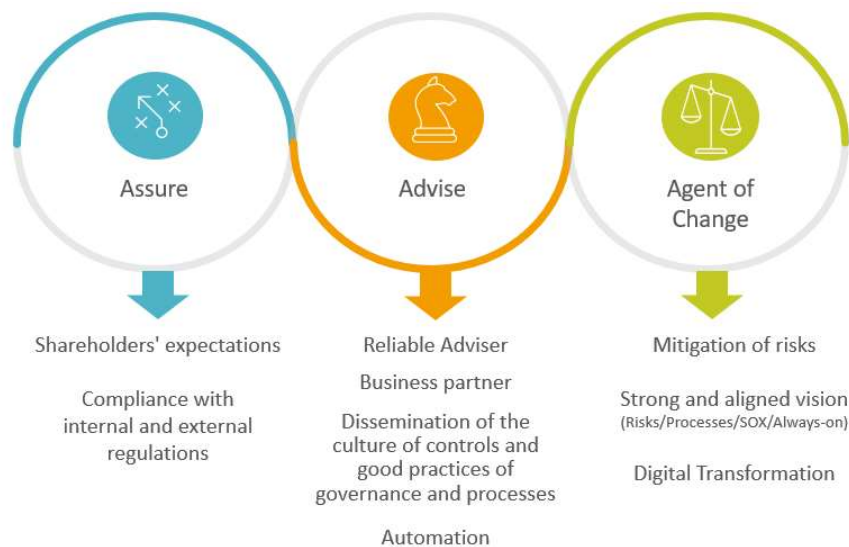 Assure
Shareholders' expectations
Compliance with
internal and external
regulations
Advise
Reliable Adviser
Business partner
Dissemination of the
culture of controls and
good practices of
governance and processes
Automation
Agent of
Change
Mitigation of risks
Strong and aligned vision
(Risks/Processes/SOX/Always-on)
Digital Transformation